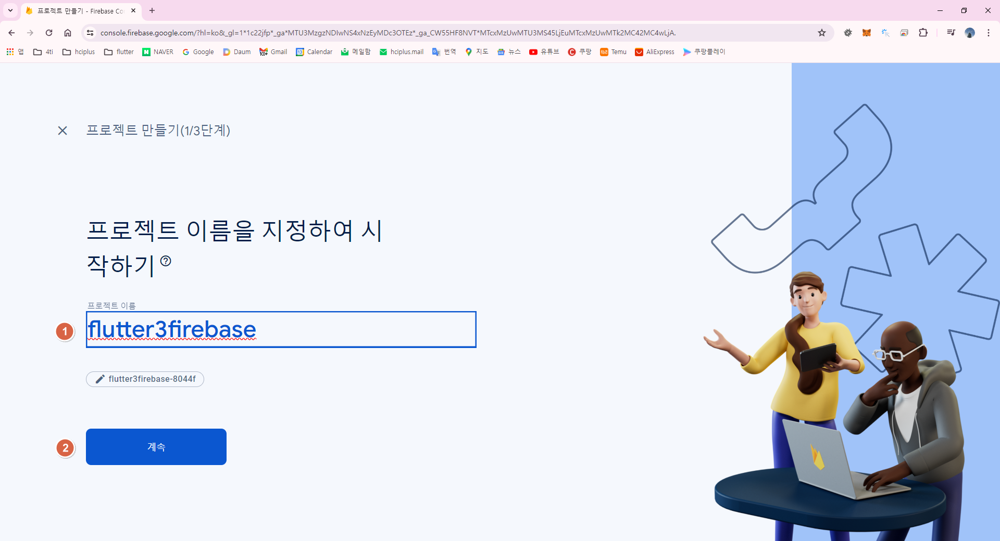 프로젝트 만들기 - Firebase Co
console.firebase.google.com/?hl=ko&_gl=1*1c22jfp*_ga*MTU3MzgzNDIwNS4xNzEyMDc3OTEz*_ga_CW55HF8NVT*MTcxMzUwMTU3MS45LjEuMTcxMzUwMTk2MC42MC4wLjA.
앱 4ti hciplus flutter NAVER Google Daum Gmail Calendar 메일함 hciplus.mail 번역 지도 뉴스 유튜브 쿠팡 Temu AliExpress 쿠팡플레이
프로젝트 만들기(1/3단계)
프로젝트 이름을 지정하여 시
작하기
프로젝트 이름
1 flutter3firebase
flutter3firebase-8044f
2 계속